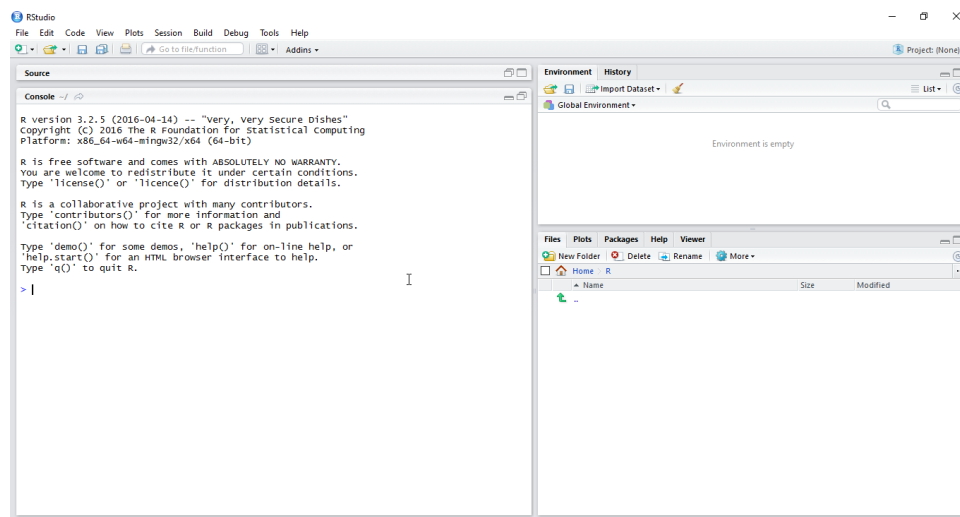 RStudio
File Edit Code View Plots Session Build Debug Tools Help
Go to file/function Addins Project: (None)
Source
Console ~/
R version 3.2.5 (2016-04-14) -- "Very, Very Secure Dishes"
Copyright (C) 2016 The R Foundation for Statistical Computing
Platform: x86_64-w64-mingw32/x64 (64-bit)
R is free software and comes with ABSOLUTELY NO WARRANTY.
You are welcome to redistribute it under certain conditions.
Type 'license()' or 'licence()' for distribution details.
R is a collaborative project with many contributors.
Type 'contributors()' for more information and
'citation()' on how to cite R or R packages in publications.
Type 'demo()' for some demos, 'help()' for on-line help, or
'help.start()' for an HTML browser interface to help.
Type 'q()' to quit R.
>
Environment History
Import Dataset List
Global Environment
Environment is empty
Files Plots Packages Help Viewer
New Folder Delete Rename More
Home R
Name Size Modified
..